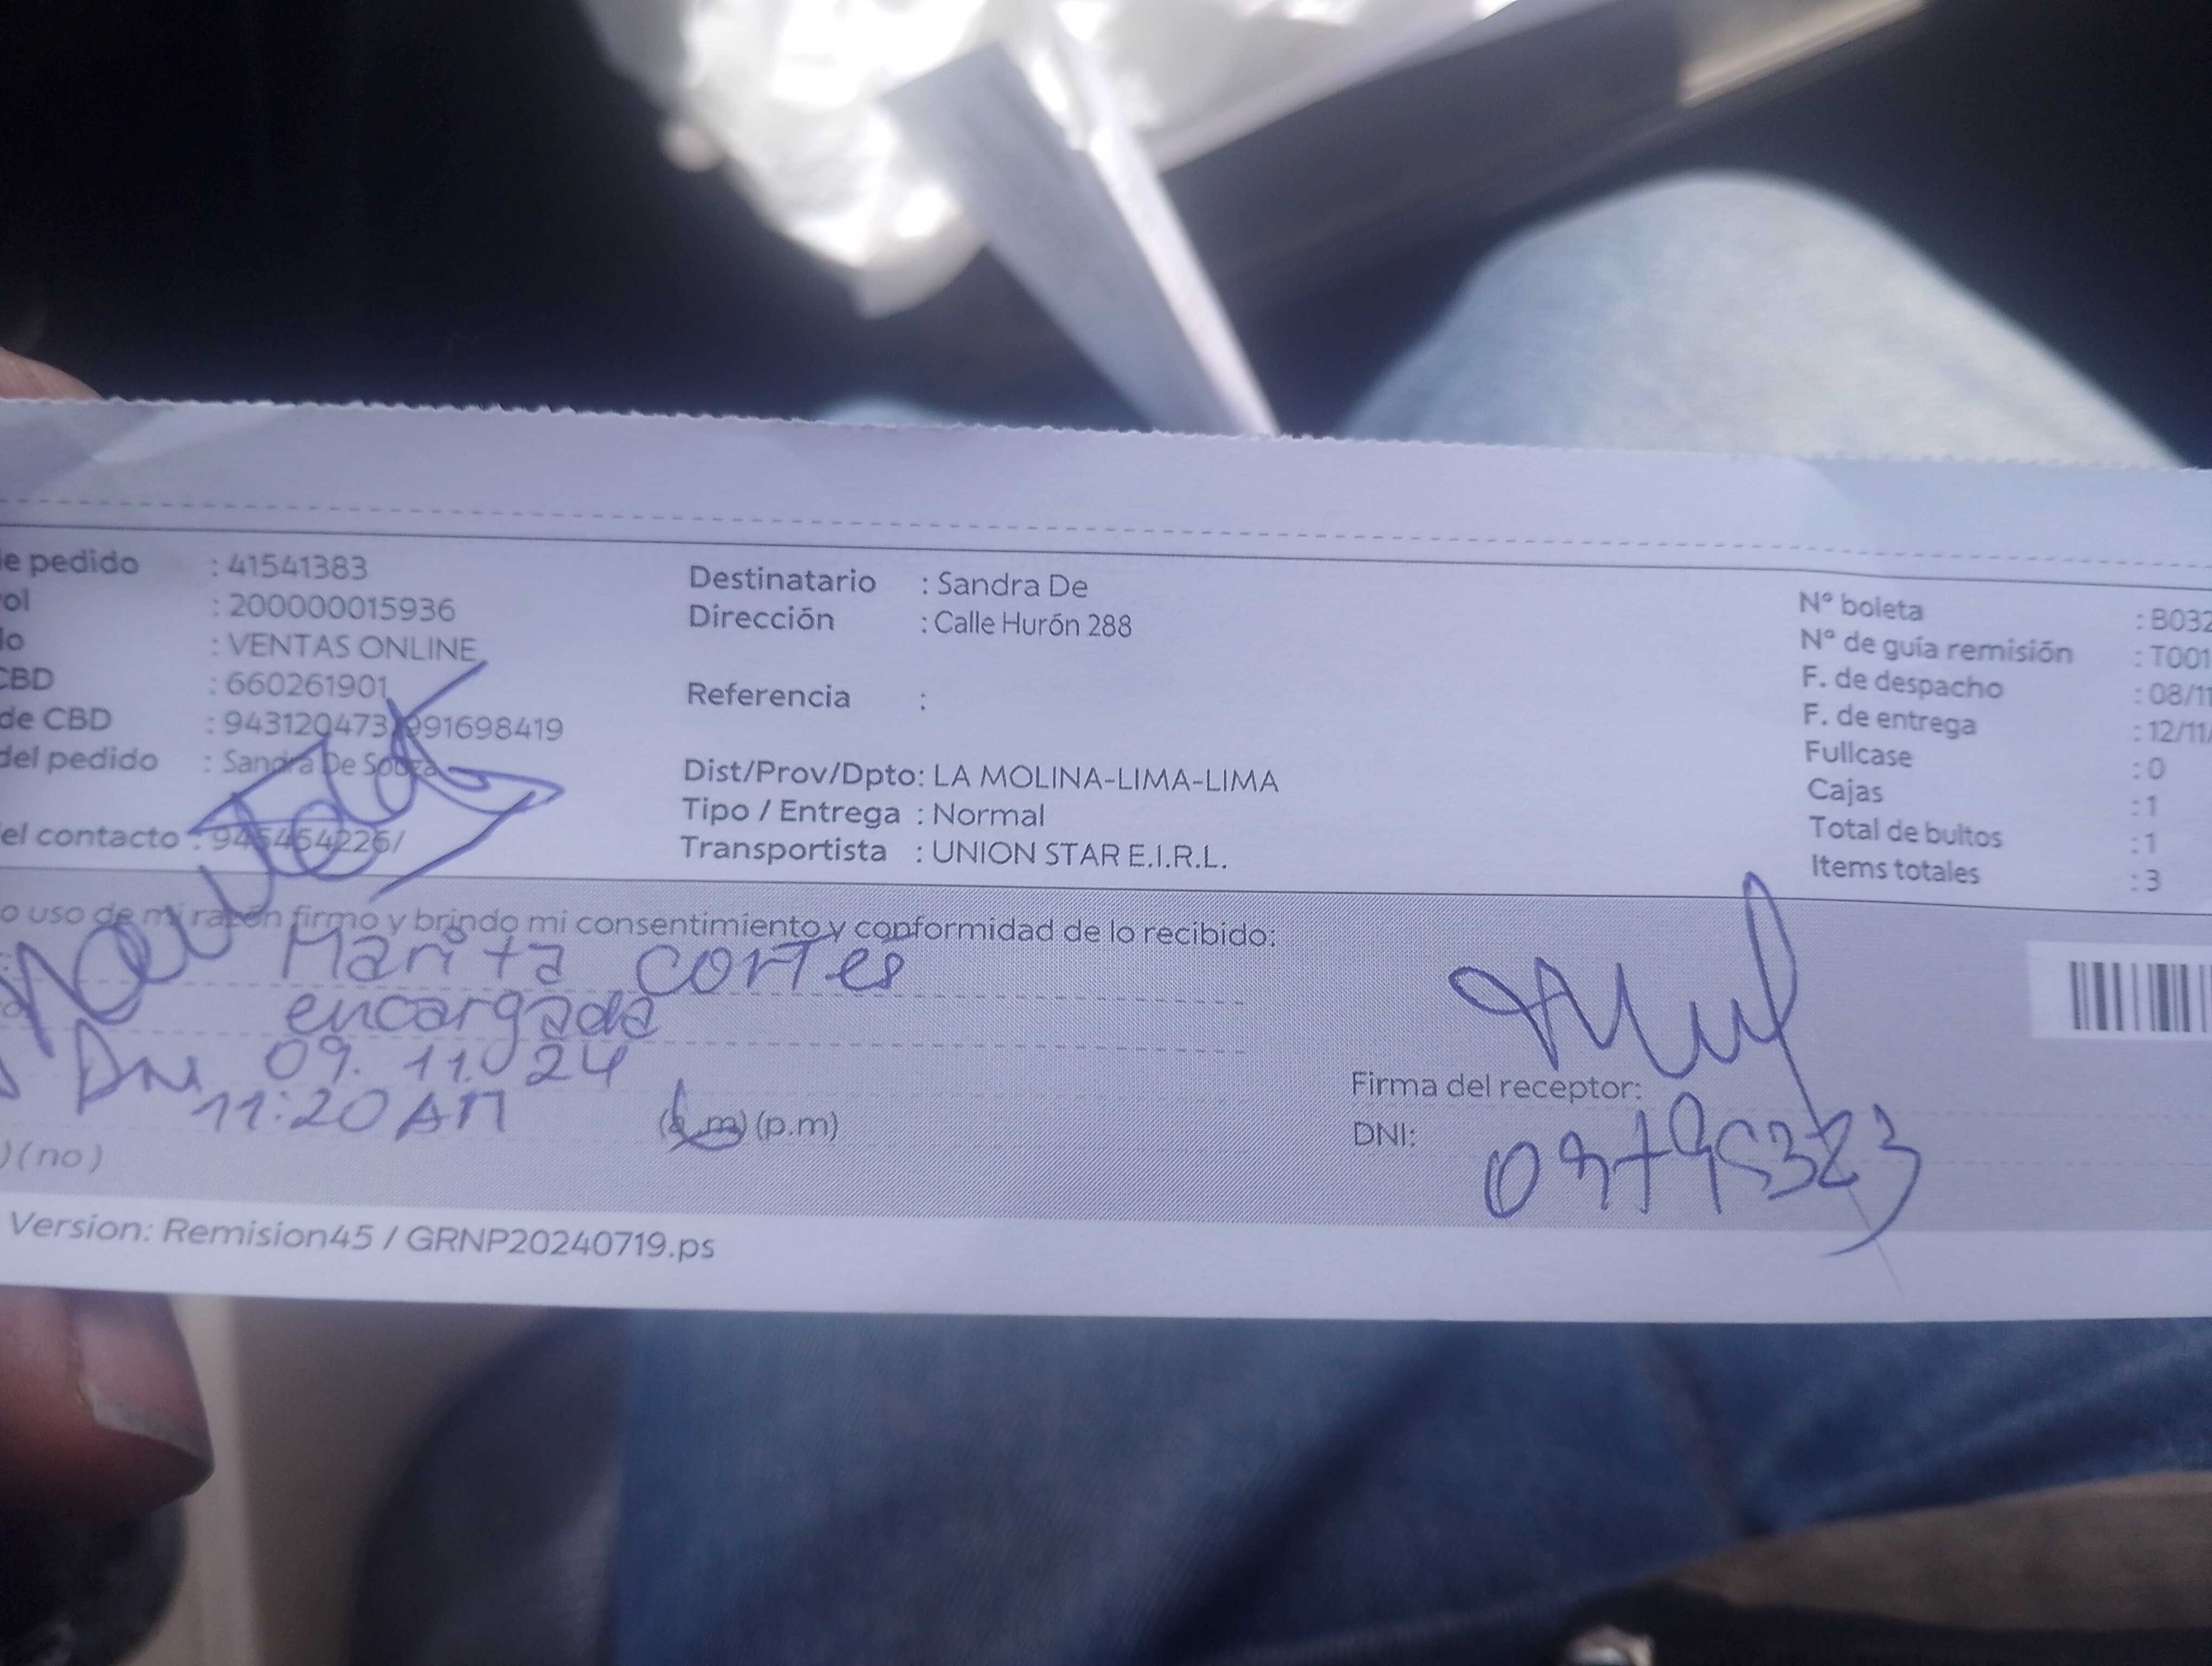 e pedido : 41541383
ol : 200000015936
lo : VENTAS ONLINE
CBD : 660261901
de CBD : 943120473/991698419
del pedido : Sandra De Souza
el contacto : 945454226/
Destinatario : Sandra De
Dirección : Calle Hurón 288
Referencia :
Dist/Prov/Dpto: LA MOLINA-LIMA-LIMA
Tipo / Entrega : Normal
Transportista : UNION STAR E.I.R.L.
Nº boleta : B032
Nº de guía remisión : T001
F. de despacho : 08/11
F. de entrega : 12/11/
Fullcase : 0
Cajas : 1
Total de bultos : 1
Items totales : 3
o uso de mi razón firmo y brindo mi consentimiento y conformidad de lo recibido:
Marita cortes
encargada
09.11.24
11:20 AM (a.m) (p.m)
)(no)
Firma del receptor:
DNI:
Version: Remision45 / GRNP20240719.ps